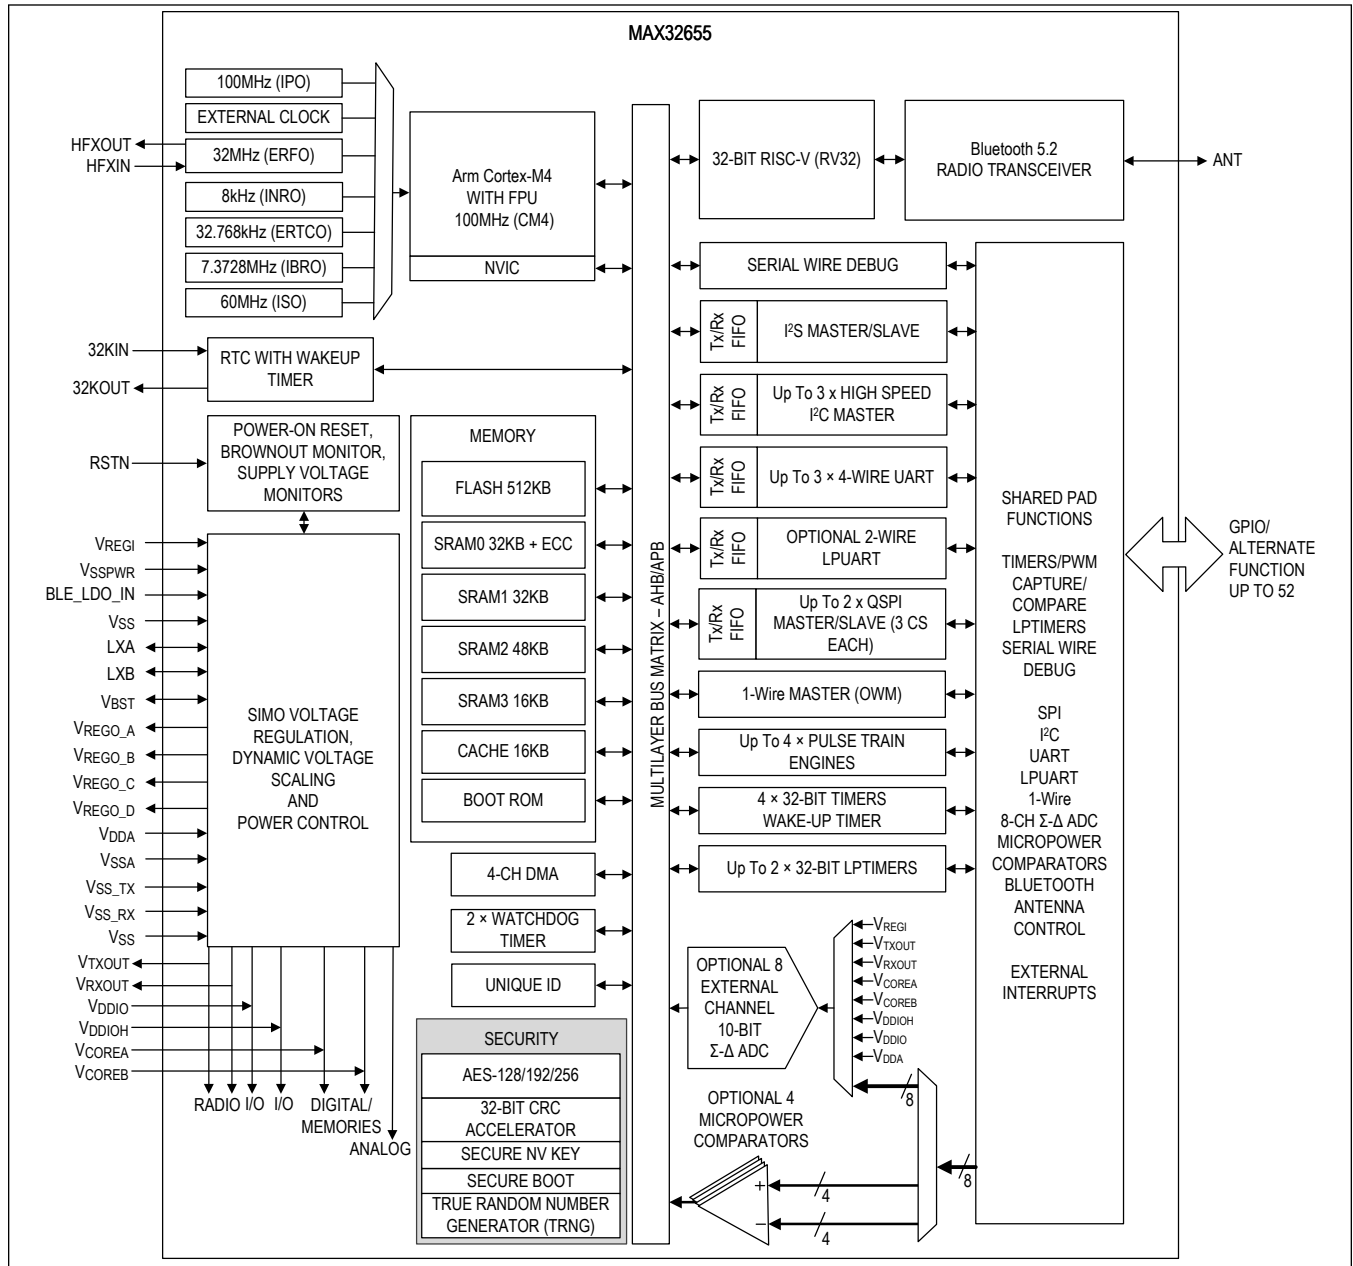 MAX32655
100MHz (IPO)
EXTERNAL CLOCK
32MHz (ERFO)
8kHz (INRO)
32.768kHz (ERTCO)
7.3728MHz (IBRO)
60MHz (ISO)
HFXOUT
HFXIN
Arm Cortex-M4
WITH FPU
100MHz (CM4)
NVIC
32KIN
32KOUT
RTC WITH WAKEUP
TIMER
RSTN
POWER-ON RESET,
BROWNOUT MONITOR,
SUPPLY VOLTAGE
MONITORS
VREGI
VSSPWR
BLE_LDO_IN
VSS
LXA
LXB
VBST
VREGO_A
VREGO_B
VREGO_C
VREGO_D
VDDA
VSSA
VSS_TX
VSS_RX
VSS
VTXOUT
VRXOUT
VDDIO
VDDIOH
VCOREA
VCOREB
SIMO VOLTAGE
REGULATION,
DYNAMIC VOLTAGE
SCALING
AND
POWER CONTROL
RADIO
I/O
I/O
DIGITAL/
MEMORIES
ANALOG
MEMORY
FLASH 512KB
SRAM0 32KB + ECC
SRAM1 32KB
SRAM2 48KB
SRAM3 16KB
CACHE 16KB
BOOT ROM
4-CH DMA
2 × WATCHDOG
TIMER
UNIQUE ID
SECURITY
AES-128/192/256
32-BIT CRC
ACCELERATOR
SECURE NV KEY
SECURE BOOT
TRUE RANDOM NUMBER
GENERATOR (TRNG)
MULTILAYER BUS MATRIX – AHB/APB
32-BIT RISC-V (RV32)
Bluetooth 5.2
RADIO TRANSCEIVER
ANT
SERIAL WIRE DEBUG
Tx/Rx
FIFO
I²S MASTER/SLAVE
Tx/Rx
FIFO
Up To 3 x HIGH SPEED
I²C MASTER
Tx/Rx
FIFO
Up To 3 × 4-WIRE UART
Tx/Rx
FIFO
OPTIONAL 2-WIRE
LPUART
Tx/Rx
FIFO
Up To 2 x QSPI
MASTER/SLAVE (3 CS
EACH)
1-Wire MASTER (OWM)
Up To 4 × PULSE TRAIN
ENGINES
4 × 32-BIT TIMERS
WAKE-UP TIMER
Up To 2 × 32-BIT LPTIMERS
OPTIONAL 8
EXTERNAL
CHANNEL
10-BIT
Σ-Δ ADC
VREGI
VTXOUT
VRXOUT
VCOREA
VCOREB
VDDIOH
VDDIO
VDDA
8
OPTIONAL 4
MICROPOWER
COMPARATORS
+
4
−
4
8
SHARED PAD
FUNCTIONS
TIMERS/PWM
CAPTURE/
COMPARE
LPTIMERS
SERIAL WIRE
DEBUG
SPI
I²C
UART
LPUART
1-Wire
8-CH Σ-Δ ADC
MICROPOWER
COMPARATORS
BLUETOOTH
ANTENNA
CONTROL
EXTERNAL
INTERRUPTS
GPIO/
ALTERNATE
FUNCTION
UP TO 52